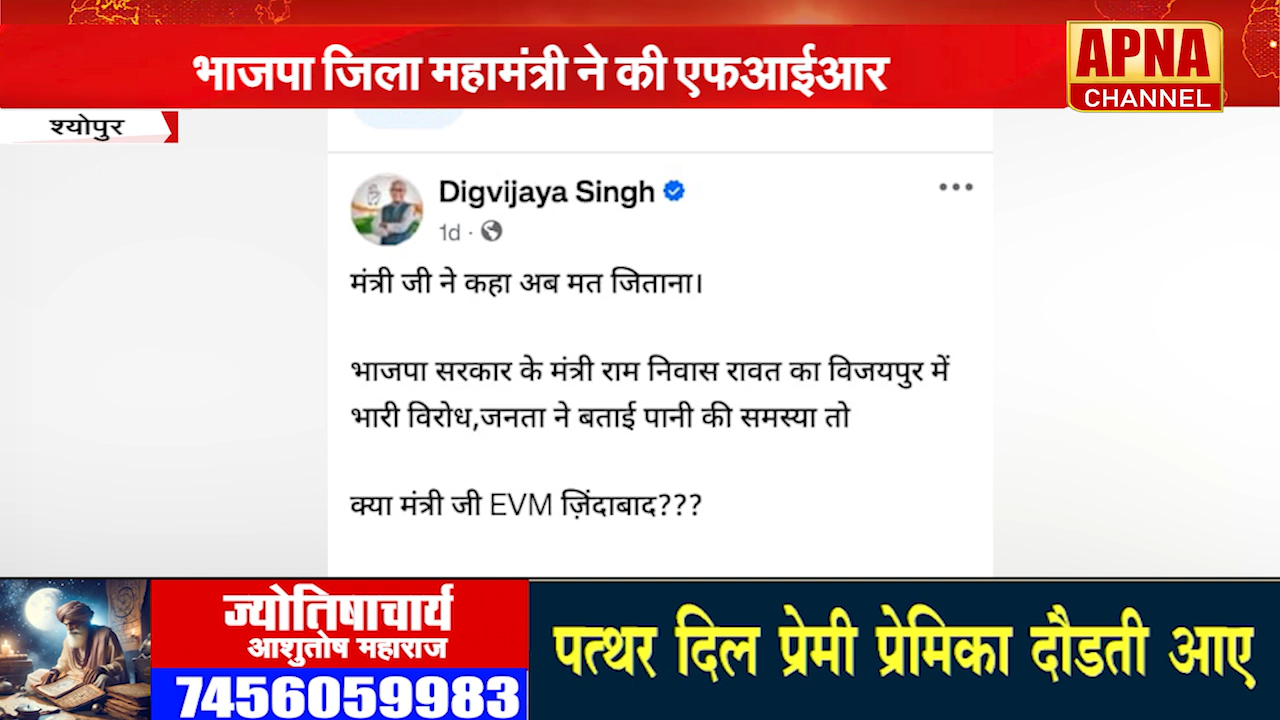 भाजपा जिला महामंत्री ने की एफआईआर
APNA
CHANNEL
श्योपुर
Digvijaya Singh
1d ·
मंत्री जी ने कहा अब मत जिताना।
भाजपा सरकार के मंत्री राम निवास रावत का विजयपुर में
भारी विरोध,जनता ने बताई पानी की समस्या तो
क्या मंत्री जी EVM ज़िंदाबाद???
ज्योतिषाचार्य
आशुतोष महाराज
7456059983
पत्थर दिल प्रेमी प्रेमिका दौडती आए